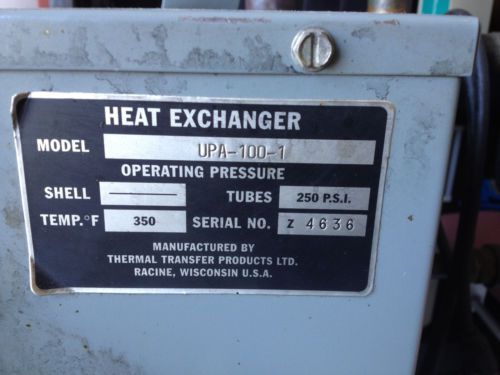 HEAT EXCHANGER
MODEL UPA-100-1
OPERATING PRESSURE
SHELL TUBES 250 P.S.I.
TEMP.°F 350 SERIAL NO. Z 4636
MANUFACTURED BY
THERMAL TRANSFER PRODUCTS LTD.
RACINE, WISCONSIN U.S.A.